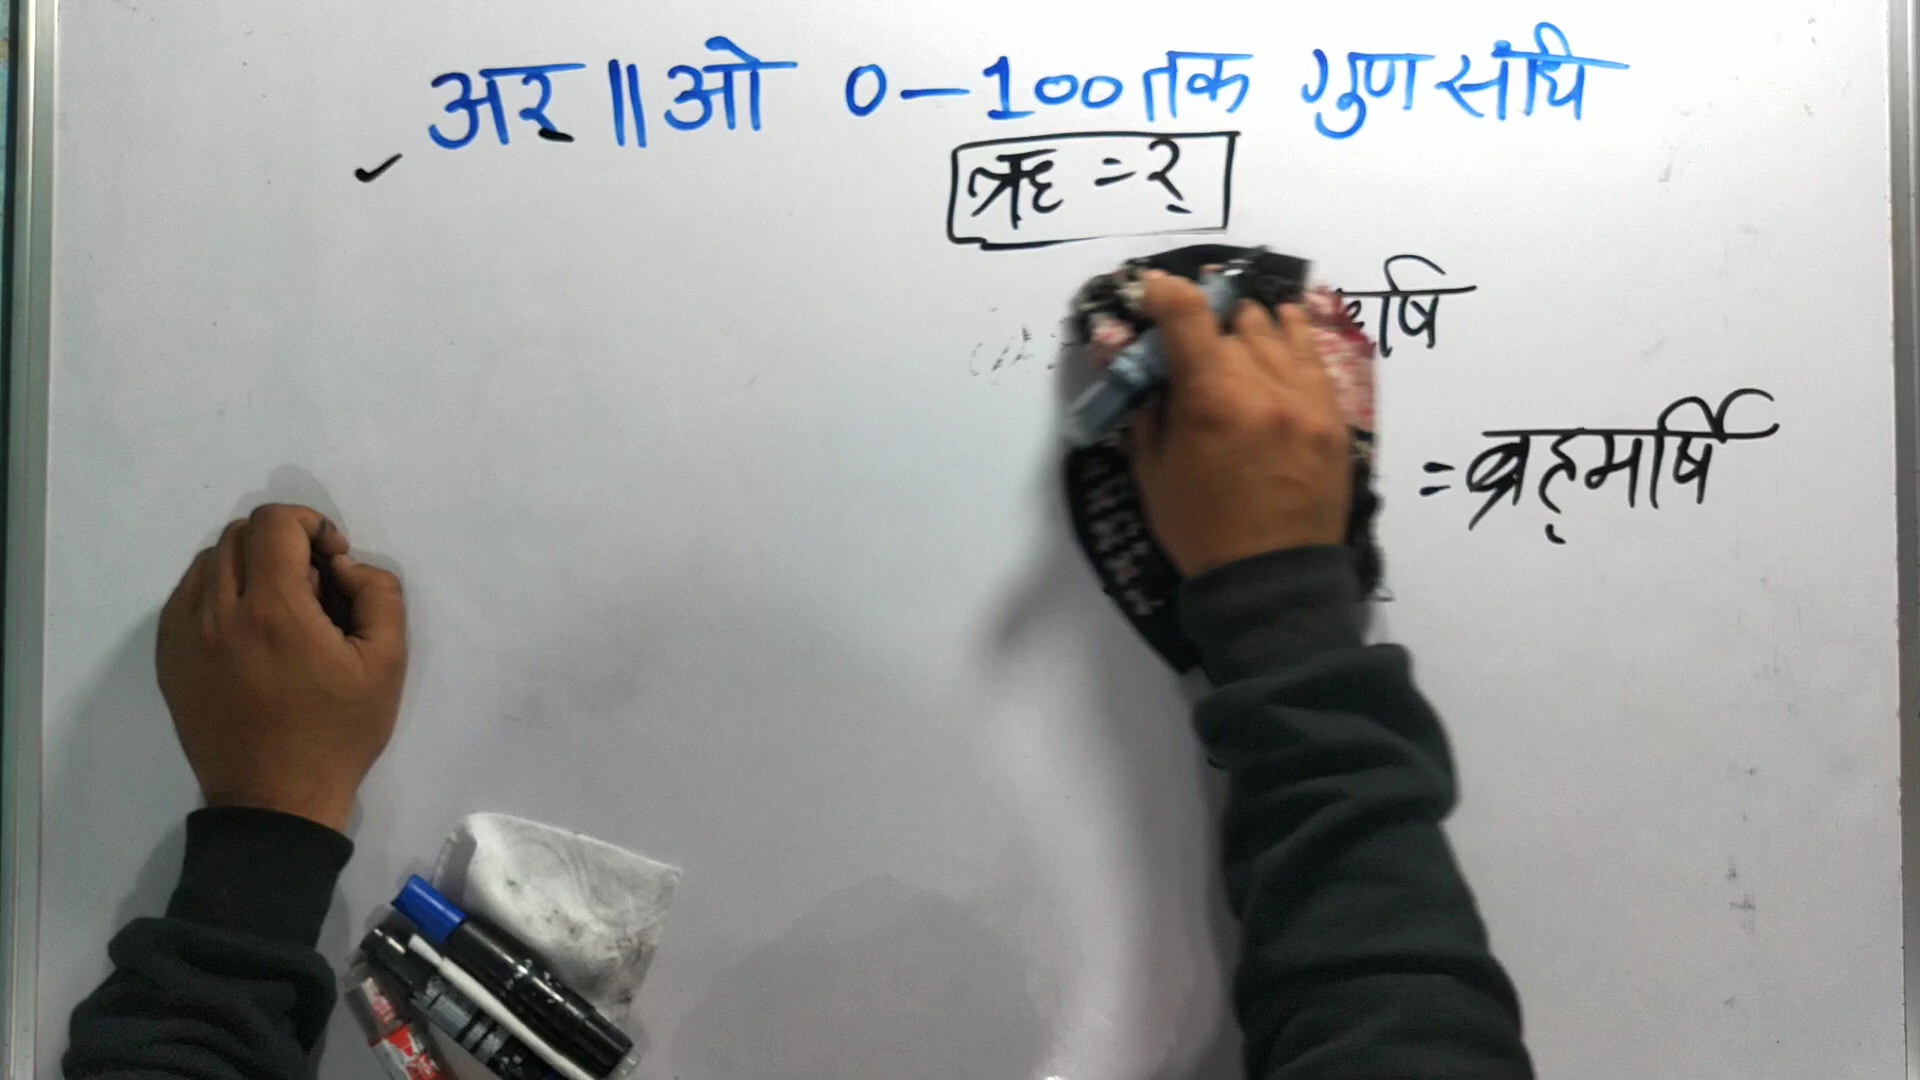 अर् || ओ 0-100 तक गुण संधि
ऋ = र्
= ब्रह्मर्षि